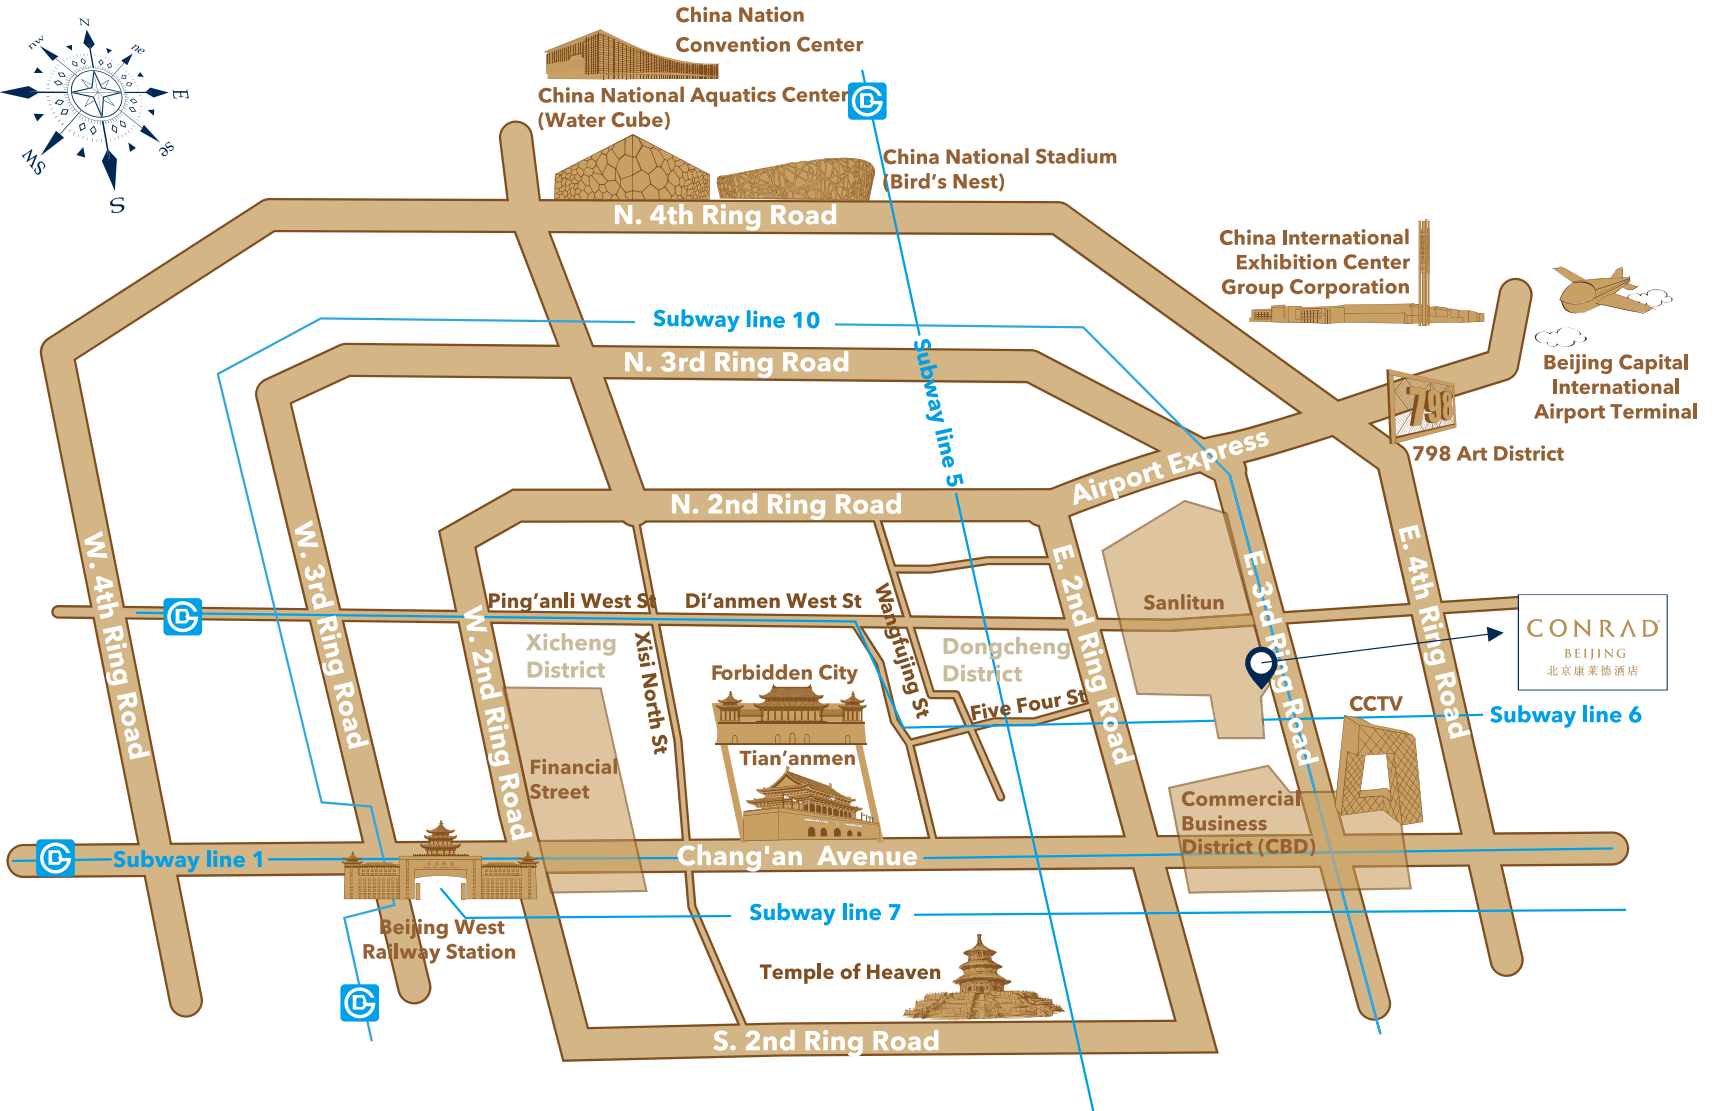 China Nation
Convention Center
N
nw
ne
E
se
S
SW
China National Aquatics Center
(Water Cube)
China National Stadium
(Bird's Nest)
N. 4th Ring Road
China International
Exhibition Center
Group Corporation
Subway line 10
N. 3rd Ring Road
Subway line 5
Beijing Capital
International
Airport Terminal
798
798 Art District
Airport Express
N. 2nd Ring Road
W. 4th Ring Road
W. 3rd Ring Road
W. 2nd Ring Road
E. 2nd Ring Road
E. 3rd Ring Road
E. 4th Ring Road
Ping'anli West St
Di'anmen West St
Wangfujing St
Xisi North St
Sanlitun
Xicheng
District
Dongcheng
District
CONRAD
BEIJING
北京康莱德酒店
Forbidden City
Five Four St
CCTV
Subway line 6
Tian'anmen
Financial
Street
Commercial
Business
District (CBD)
Subway line 1
Chang'an Avenue
Subway line 7
Beijing West
Railway Station
Temple of Heaven
S. 2nd Ring Road